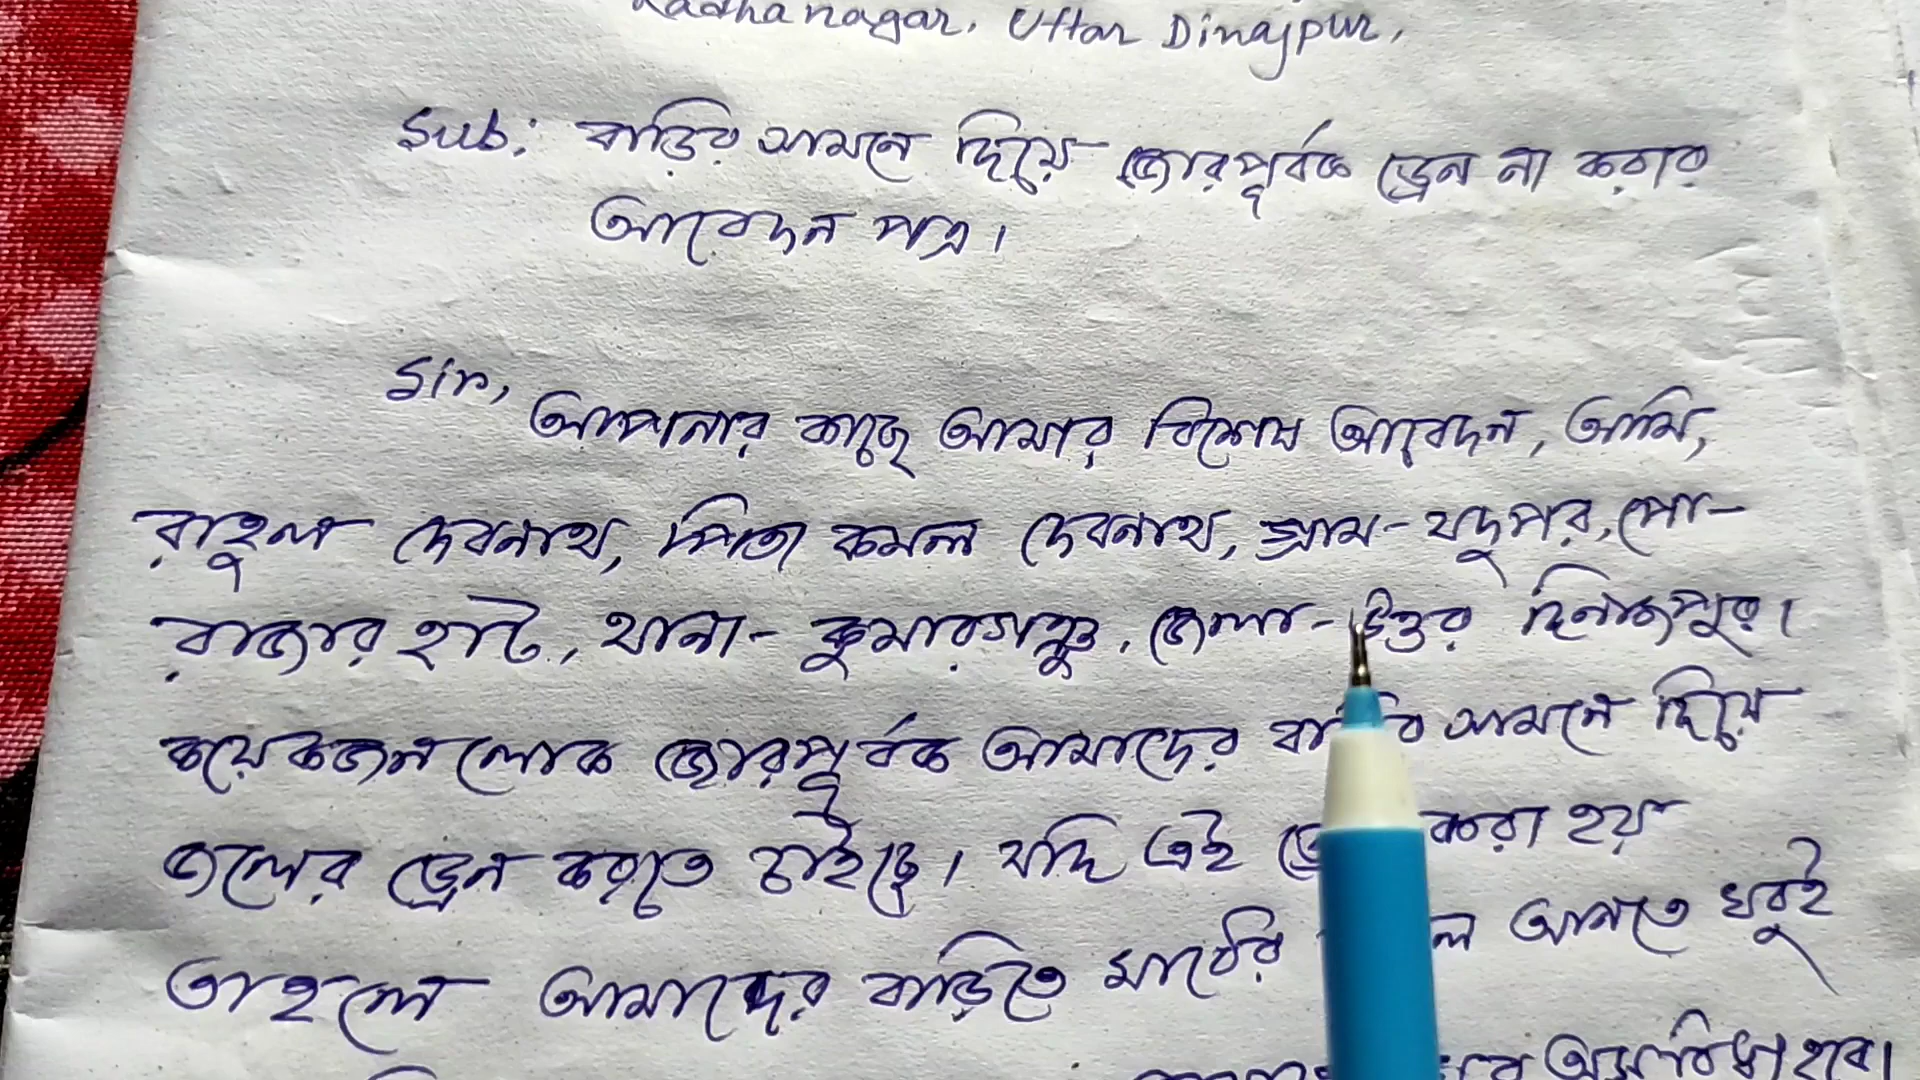 Radhanagar, Uttar Dinajpur,
Sub: বাড়ির সামনে দিয়ে জোরপূর্বক ড্রেন না করার
আবেদন পত্র।
Sir,
আপনার কাছে আমার বিশেষ আবেদন, আমি,
রাহুল দেবনাথ, পিতা কমল দেবনাথ, গ্রাম-যদুপর, পো-
রাজার হাট, থানা- কুমারগঞ্জ, জেলা- উত্তর দিনাজপুর।
কয়েকজন লোক জোরপূর্বক আমাদের সামনে দিয়ে
জলের ড্রেন করতে চাইছে। যদি এই করা হয়
তাহলে আমাদের বাড়িতে মাঠের আনতে খুবই
অসুবিধা হবে।